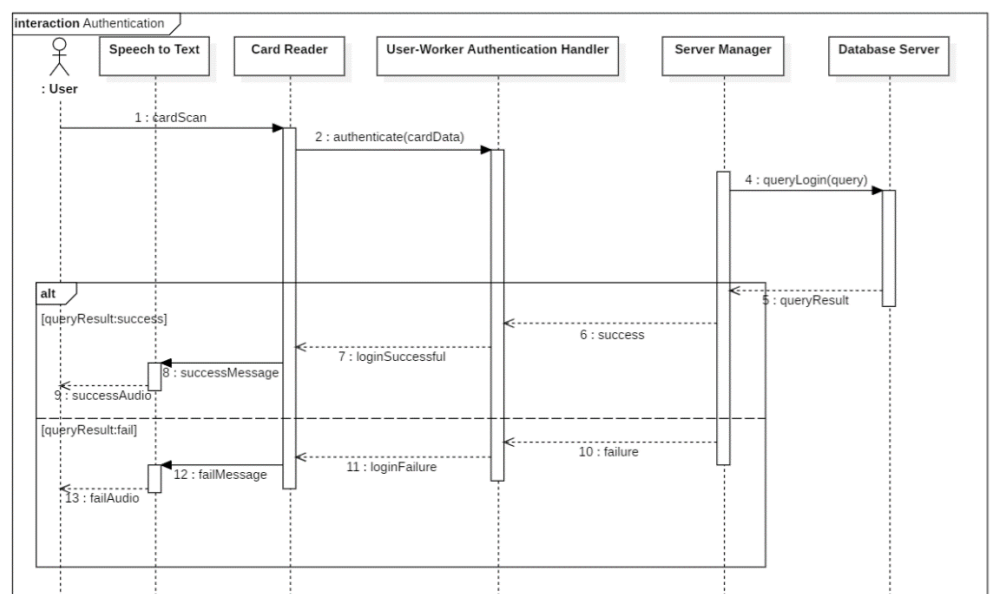 interaction Authentication
Speech to Text
Card Reader
User-Worker Authentication Handler
Server Manager
Database Server
: User
1 : cardScan
2 : authenticate(cardData)
4 : queryLogin(query)
alt
5 : queryResult
[queryResult:success]
6 : success
7 : loginSuccessful
8 : successMessage
9 : successAudio
[queryResult:fail]
10 : failure
11 : loginFailure
12 : failMessage
13 : failAudio